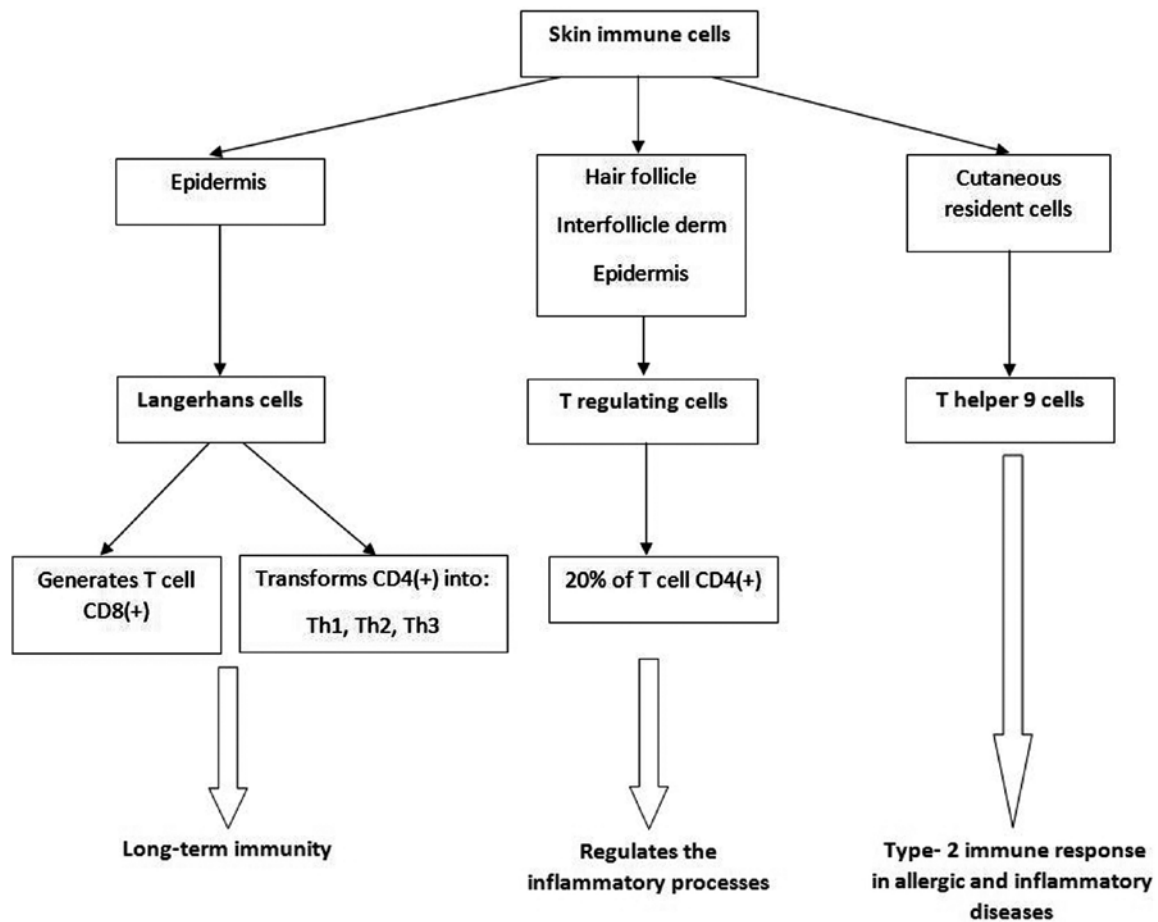 Skin immune cells
Epidermis
Hair follicle
Interfollicle derm
Epidermis
Cutaneous
resident cells
Langerhans cells
T regulating cells
T helper 9 cells
Generates T cell
CD8(+)
Transforms CD4(+) into:
Th1, Th2, Th3
20% of T cell CD4(+)
Long-term immunity
Regulates the
inflammatory processes
Type- 2 immune response
in allergic and inflammatory
diseases